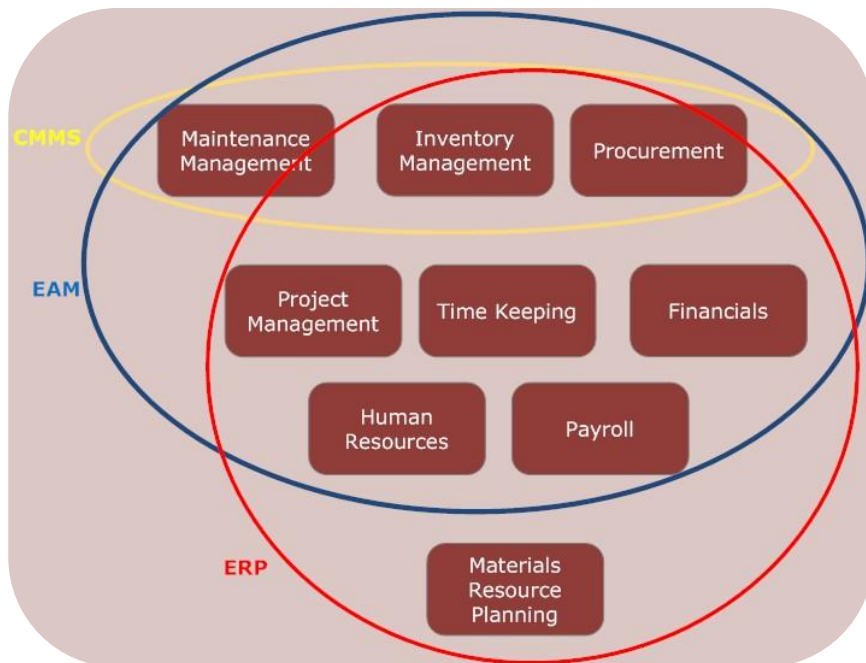 CMMS
Maintenance
Management
Inventory
Management
Procurement
EAM
Project
Management
Time Keeping
Financials
Human
Resources
Payroll
ERP
Materials
Resource
Planning